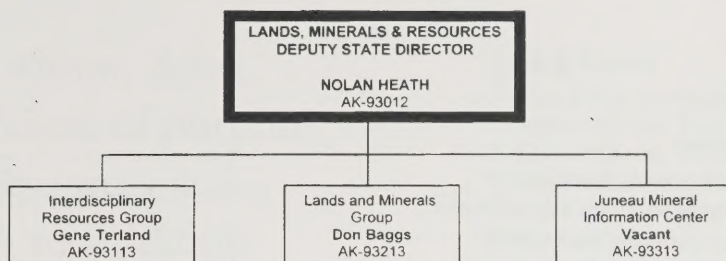 LANDS, MINERALS & RESOURCES
DEPUTY STATE DIRECTOR
NOLAN HEATH
AK-93012
Interdisciplinary
Resources Group
Gene Terland
AK-93113
Lands and Minerals
Group
Don Baggs
AK-93213
Juneau Mineral
Information Center
Vacant
AK-93313